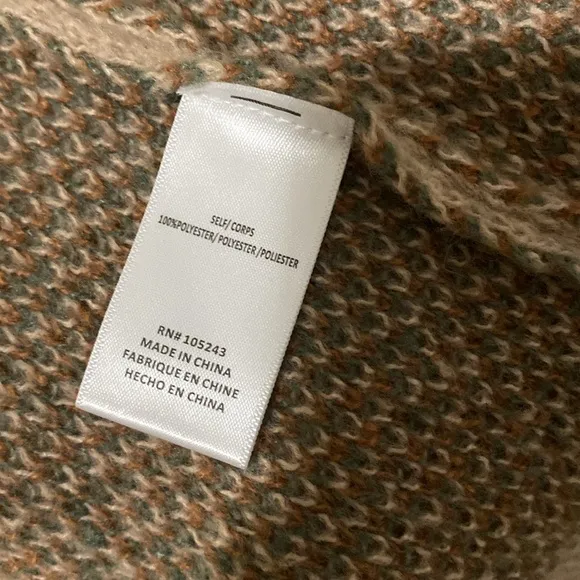 SELF/ CORPS
100%POLYESTER/ POLYESTER /POLIESTER
RN# 105243
MADE IN CHINA
FABRIQUE EN CHINE
HECHO EN CHINA